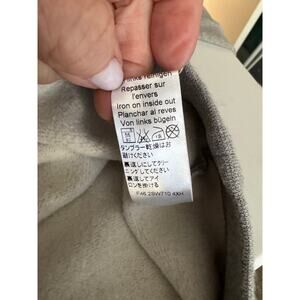 links reinigen
Repasser sur
l'envers
Iron on inside out
Planchar al reves
Von links bügeln
タンブラー乾燥はお
避けください
裏返しにしてクリー
ニングしてください
裏返しにしてアイ
ロンを掛ける